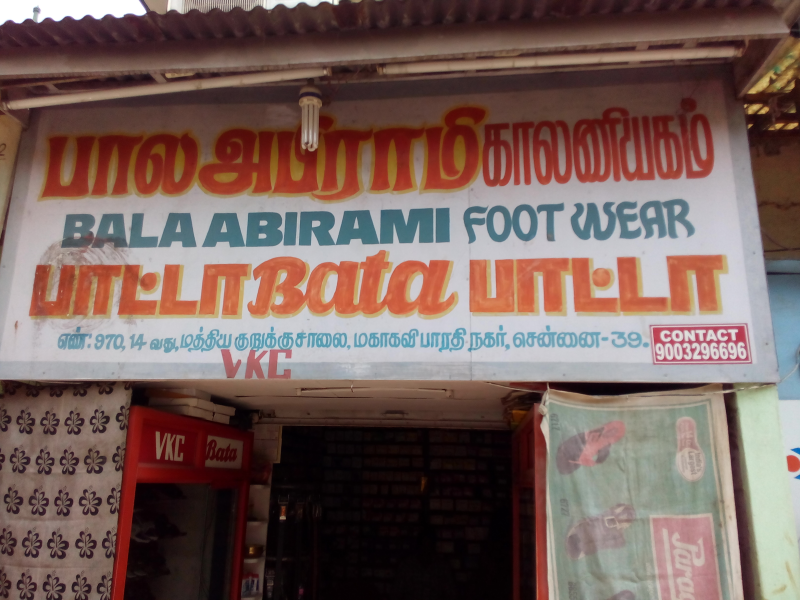 பால அபிராமி காலணியகம்
BALA ABIRAMI FOOT WEAR
பாட்டா Bata பாட்டா
எண்: 970, 14 வது, மத்திய குறுக்குசாலை, மகாகவி பாரதி நகர், சென்னை - 39.
CONTACT
9003296696
VKC
VKC Bata